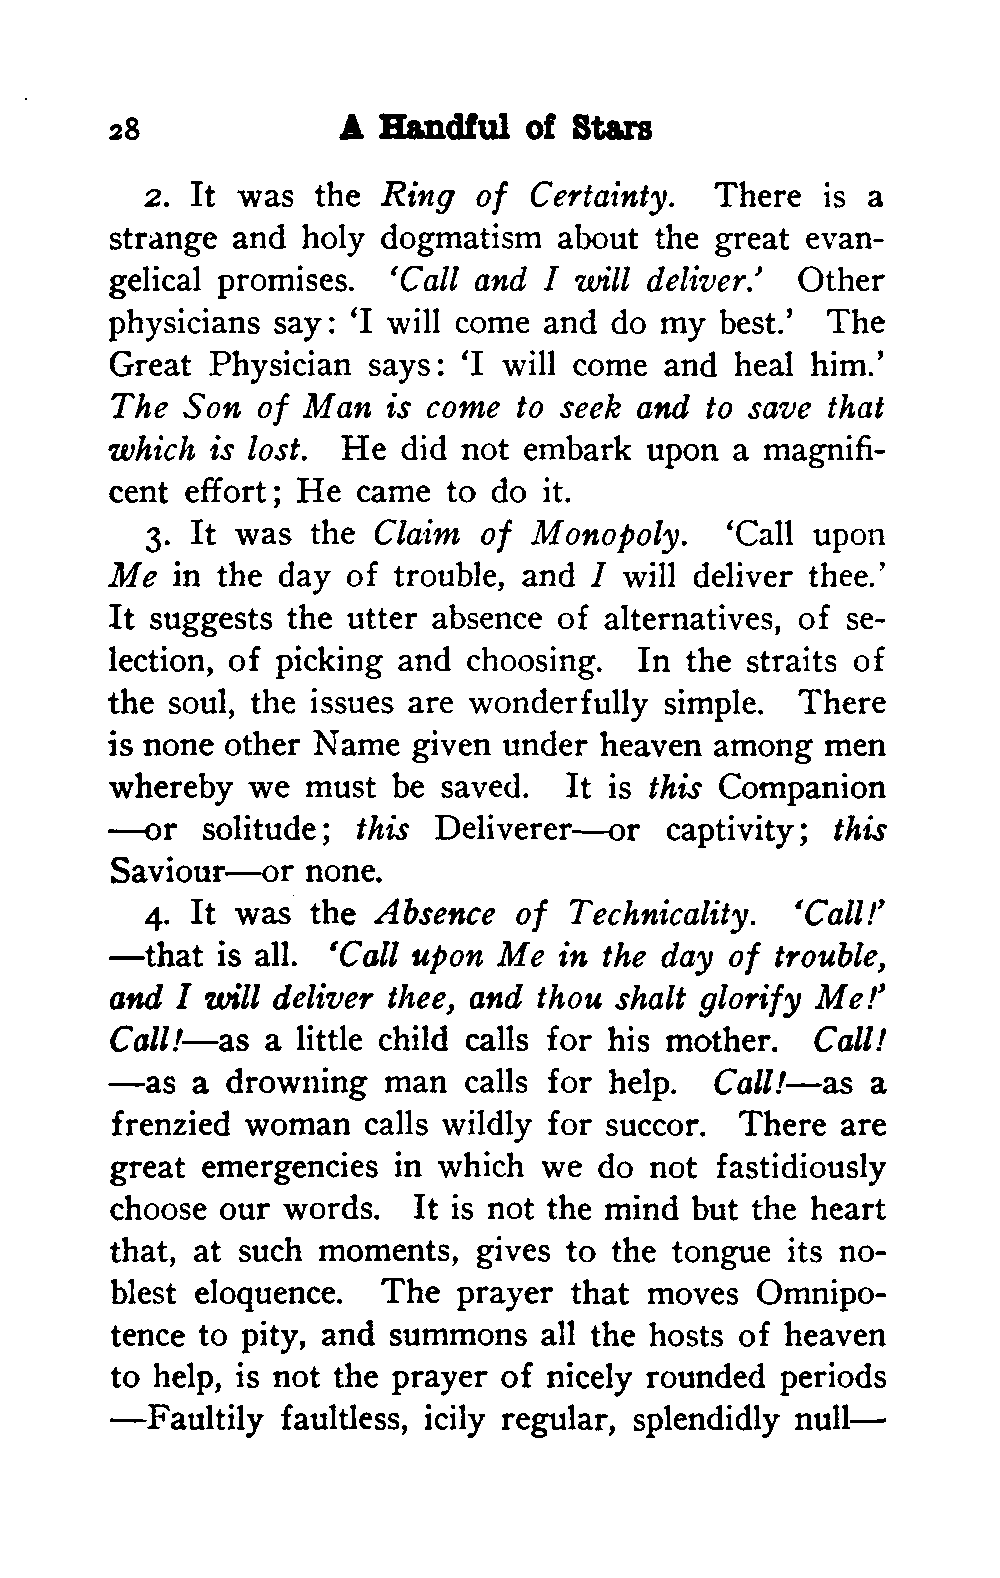 28 A Handful of Stars
2. It was the Ring of Certainty. There is a
strange and holy dogmatism about the great evan-
gelical promises. ‘Call and I will deliver.’ Other
physicians say: ‘I will come and do my best.’ The
Great Physician says: ‘I will come and heal him.’
The Son of Man is come to seek and to save that
which is lost. He did not embark upon a magnifi-
cent effort; He came to do it.
3. It was the Claim of Monopoly. ‘Call upon
Me in the day of trouble, and I will deliver thee.’
It suggests the utter absence of alternatives, of se-
lection, of picking and choosing. In the straits of
the soul, the issues are wonderfully simple. There
is none other Name given under heaven among men
whereby we must be saved. It is this Companion
—or solitude; this Deliverer—or captivity; this
Saviour—or none.
4. It was the Absence of Technicality. ‘Call!’
—that is all. ‘Call upon Me in the day of trouble,
and I will deliver thee, and thou shalt glorify Me!’
Call!—as a little child calls for his mother. Call!
—as a drowning man calls for help. Call!—as a
frenzied woman calls wildly for succor. There are
great emergencies in which we do not fastidiously
choose our words. It is not the mind but the heart
that, at such moments, gives to the tongue its no-
blest eloquence. The prayer that moves Omnipo-
tence to pity, and summons all the hosts of heaven
to help, is not the prayer of nicely rounded periods
—Faultily faultless, icily regular, splendidly null—